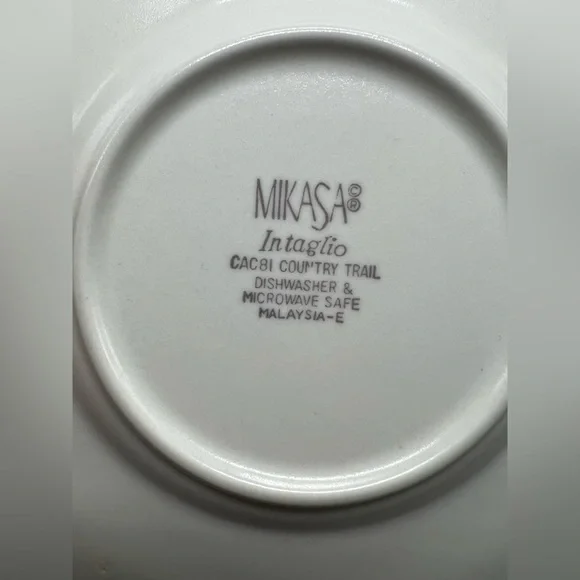 MIKASA©®
Intaglio
CAC81 COUNTRY TRAIL
DISHWASHER &
MICROWAVE SAFE
MALAYSIA-E